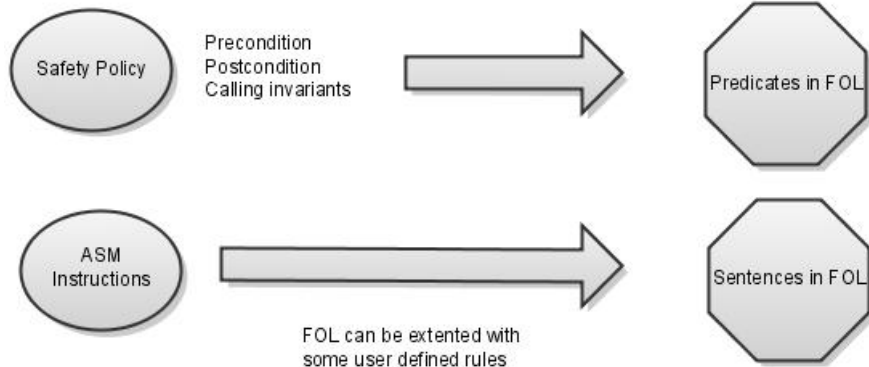 Safety Policy
Precondition
Postcondition
Calling invariants
Predicates in FOL
ASM
Instructions
Sentences in FOL
FOL can be extented with
some user defined rules